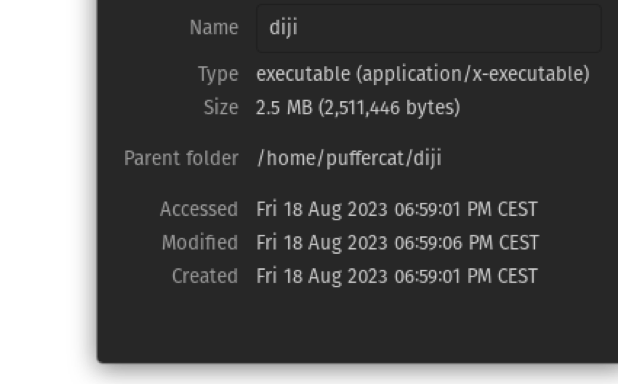 Name diji
Type executable (application/x-executable)
Size 2.5 MB (2,511,446 bytes)
Parent folder /home/puffercat/diji
Accessed Fri 18 Aug 2023 06:59:01 PM CEST
Modified Fri 18 Aug 2023 06:59:06 PM CEST
Created Fri 18 Aug 2023 06:59:01 PM CEST